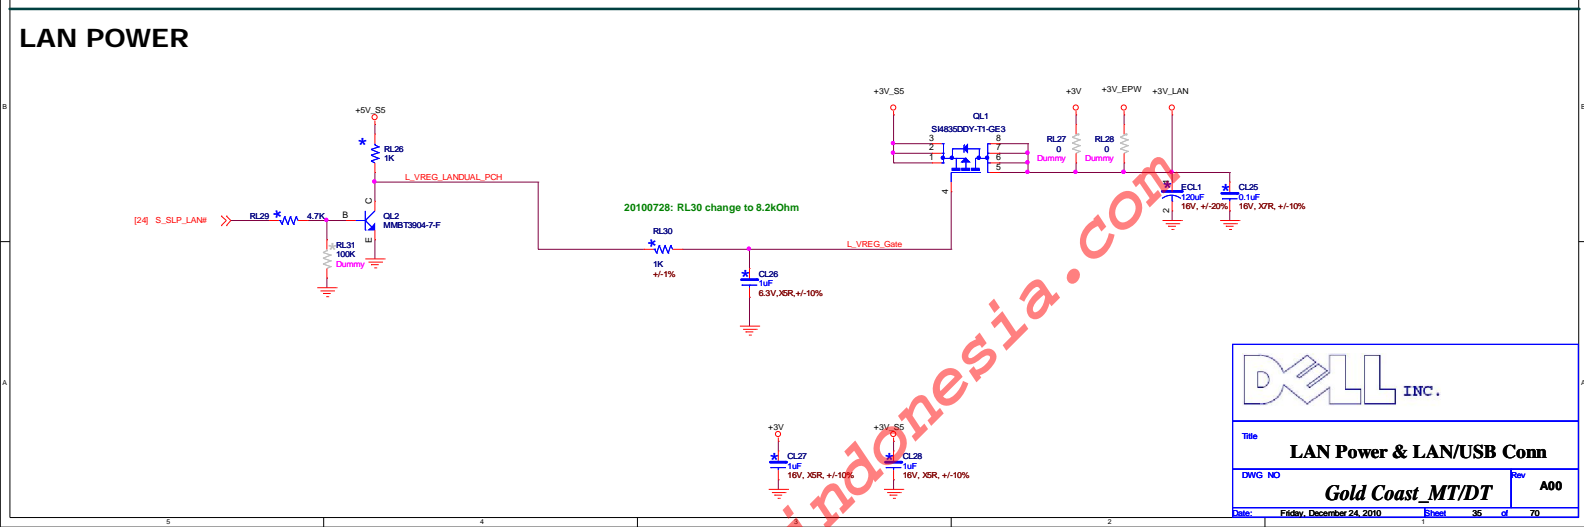 LAN POWER
+5V_S5
RL26
1K
L_VREG_LANDUAL_PCH
[24] S_SLP_LAN#
RL29
4.7K
B
C
E
QL2
MMBT3904-7-F
RL31
100K
Dummy
20100728: RL30 change to 8.2kOhm
RL30
1K
+/-1%
CL26
1uF
6.3V,X5R,+/-10%
L_VREG_Gate
+3V_S5
QL1
SI4835DDY-T1-GE3
3
2
1
8
7
6
5
4
+3V
+3V_EPW
+3V_LAN
RL27
0
Dummy
RL28
0
Dummy
ECL1
120uF
16V, +/-20%
1
2
CL25
0.1uF
16V, X7R, +/-10%
+3V
CL27
1uF
16V, X5R, +/-10%
+3V_S5
CL28
1uF
16V, X5R, +/-10%
indonesia.com
DELL INC.
Title
LAN Power & LAN/USB Conn
DWG NO
Gold Coast_MT/DT
Rev
A00
Date: Friday, December 24, 2010 Sheet 35 of 70
B
A
B
A
5
4
3
2
1